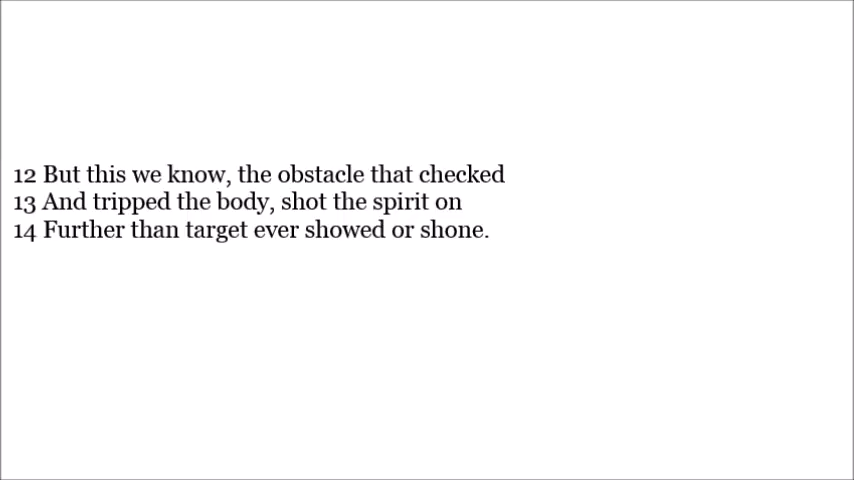 12 But this we know, the obstacle that checked
13 And tripped the body, shot the spirit on
14 Further than target ever showed or shone.